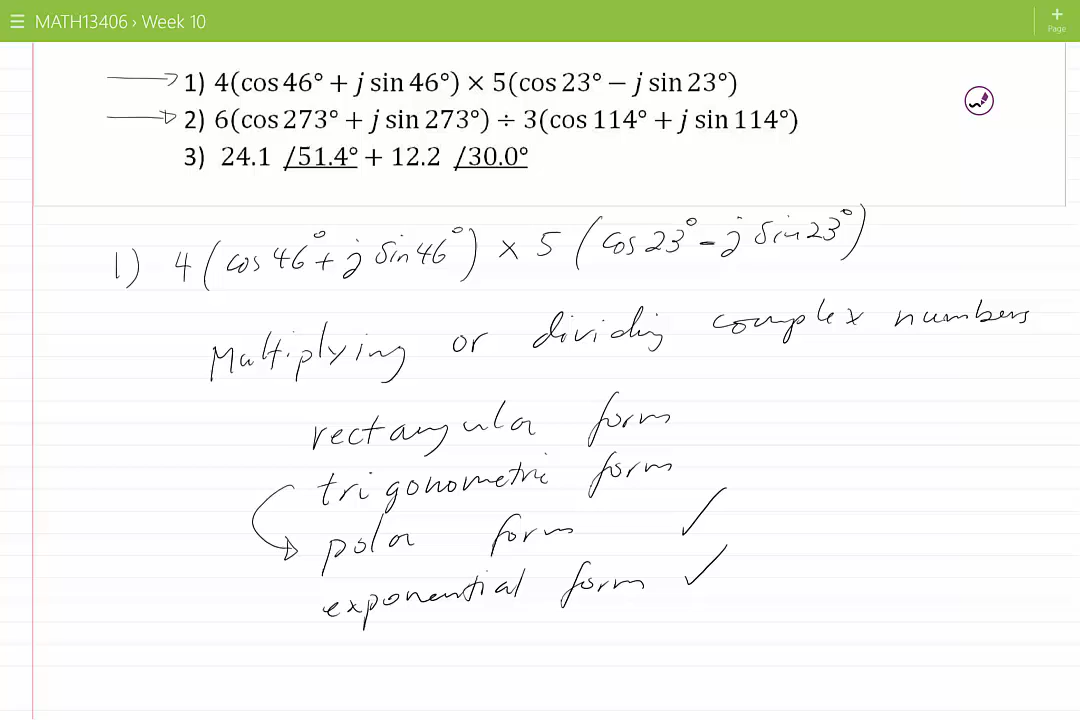 ☰ MATH13406 › Week 10
+ Page
1) 4(cos 46° + j sin 46°) × 5(cos 23° − j sin 23°)
2) 6(cos 273° + j sin 273°) ÷ 3(cos 114° + j sin 114°)
3) 24.1 /51.4° + 12.2 /30.0°
1) 4 (cos 46° + j sin 46°) × 5 (cos 23° − j sin 23°)
Multiplying or dividing complex numbers
rectangular form
trigonometric form
polar form ✓
exponential form ✓